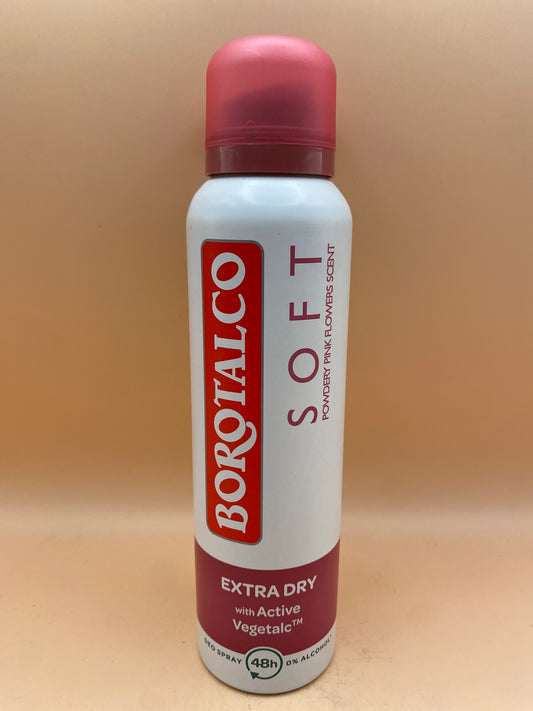 BOROTALCO
SOFT
POWDERY PINK FLOWERS SCENT
EXTRA DRY
with Active
Vegetalc™
DEO SPRAY 48h 0% ALCOHOL*